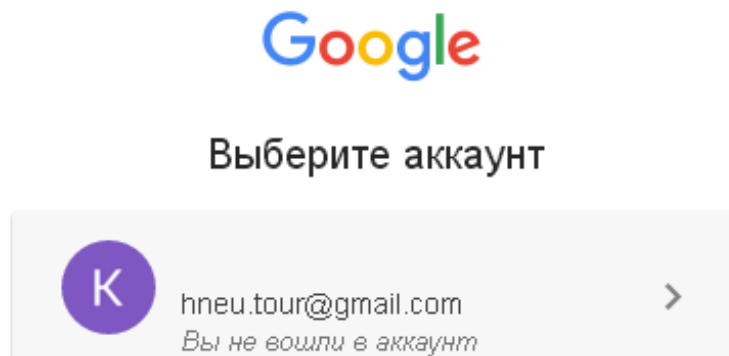 Google
Выберите аккаунт
К
hneu.tour@gmail.com
Вы не вошли в аккаунт